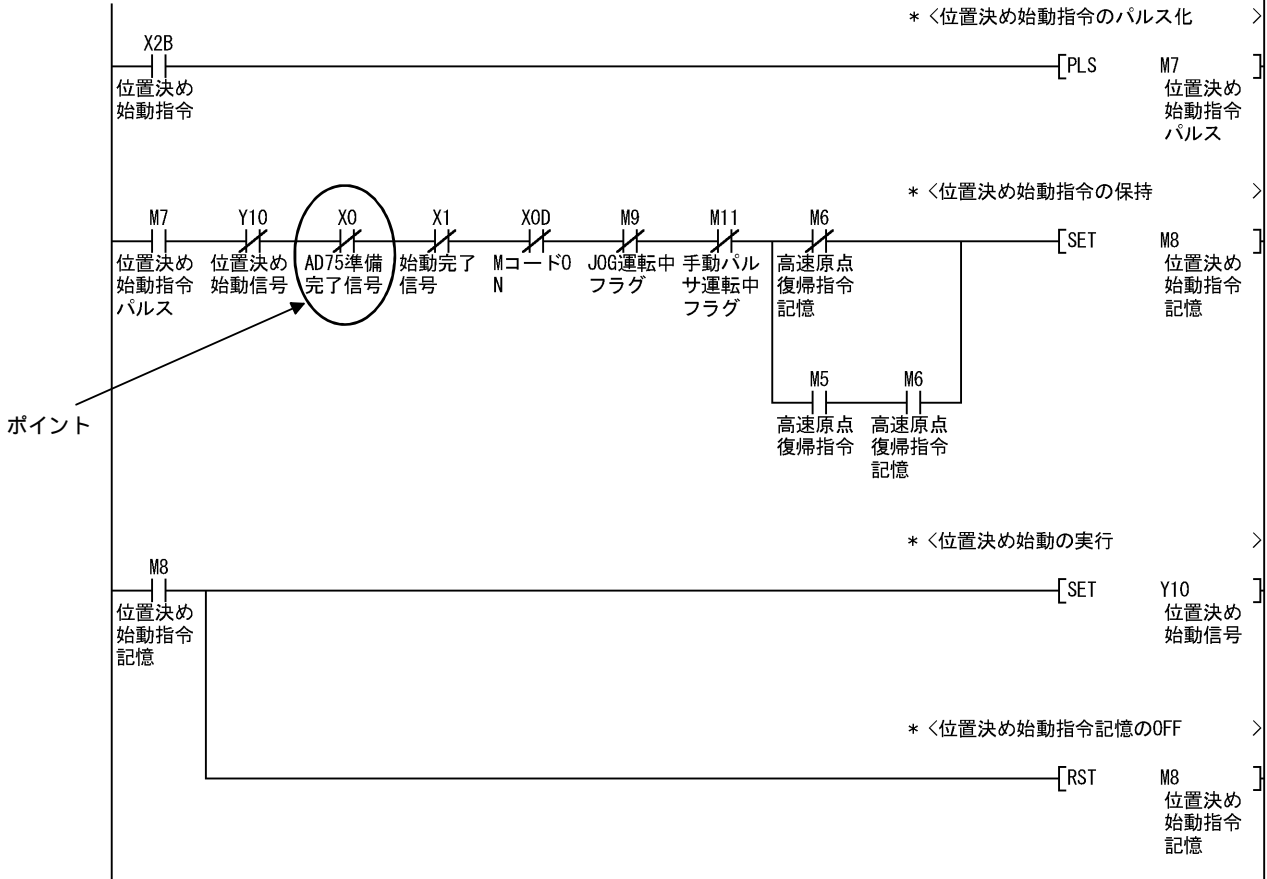 * <位置決め始動指令のパルス化 >
X2B
[PLS M7 ]
位置決め
始動指令
位置決め
始動指令
パルス
* <位置決め始動指令の保持 >
M7 Y10 X0 X1 X0D M9 M11 M6
[SET M8 ]
位置決め 位置決め AD75準備 始動完了 Mコード0 JOG運転中 手動パル 高速原点 位置決め
始動指令 始動信号 完了信号 信号 N フラグ サ運転中 復帰指令 始動指令
パルス フラグ 記憶 記憶
M5 M6
ポイント
高速原点 高速原点
復帰指令 復帰指令
記憶
* <位置決め始動の実行 >
M8
[SET Y10 ]
位置決め 位置決め
始動指令 始動信号
記憶
* <位置決め始動指令記憶のOFF >
[RST M8 ]
位置決め
始動指令
記憶